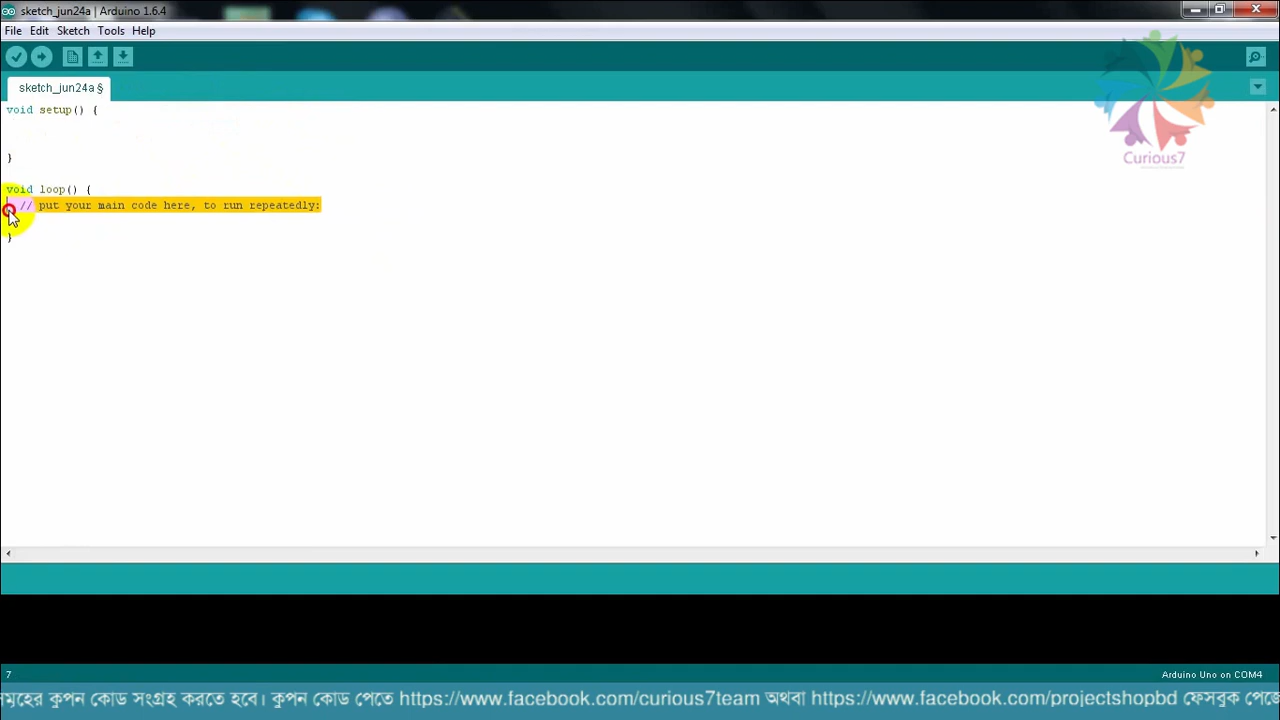 sketch_jun24a | Arduino 1.6.4
File Edit Sketch Tools Help
sketch_jun24a §
void setup() {
}
void loop() {
// put your main code here, to run repeatedly:
}
Curious7
7
Arduino Uno on COM4
সমূহের কুপন কোড সংগ্রহ করতে হবে। কুপন কোড পেতে https://www.facebook.com/curious7team অথবা https://www.facebook.com/projectshopbd ফেসবুক পেজে